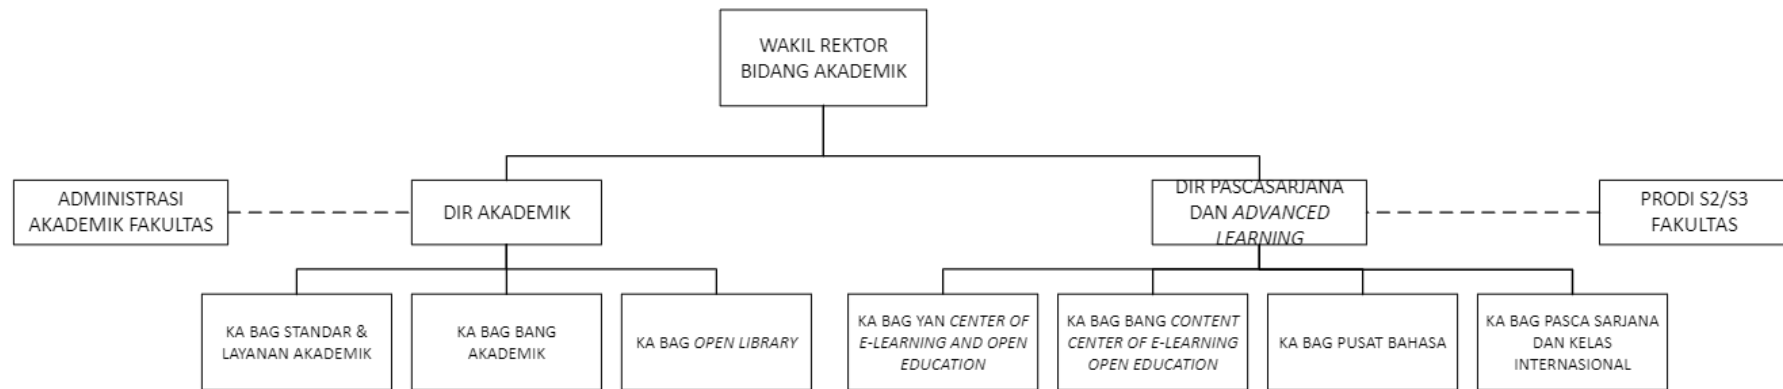 WAKIL REKTOR
BIDANG AKADEMIK
ADMINISTRASI
AKADEMIK FAKULTAS
DIR AKADEMIK
DIR PASCASARJANA
DAN ADVANCED
LEARNING
PRODI S2/S3
FAKULTAS
KA BAG STANDAR &
LAYANAN AKADEMIK
KA BAG BANG
AKADEMIK
KA BAG OPEN LIBRARY
KA BAG YAN CENTER OF
E-LEARNING AND OPEN
EDUCATION
KA BAG BANG CONTENT
CENTER OF E-LEARNING
OPEN EDUCATION
KA BAG PUSAT BAHASA
KA BAG PASCA SARJANA
DAN KELAS
INTERNASIONAL